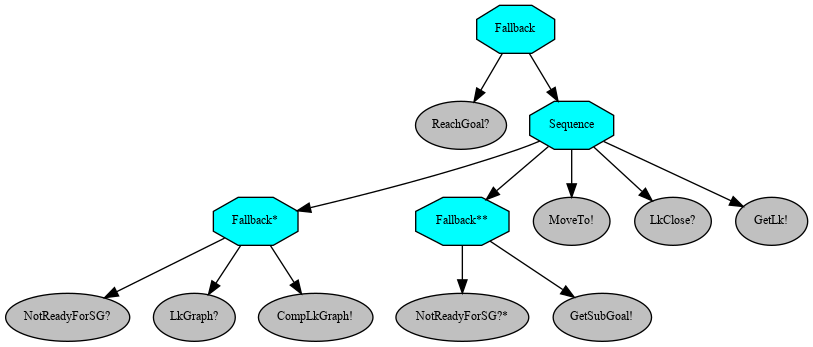 Fallback
ReachGoal?
Sequence
Fallback*
Fallback**
MoveTo!
LkClose?
GetLk!
NotReadyForSG?
LkGraph?
CompLkGraph!
NotReadyForSG?*
GetSubGoal!